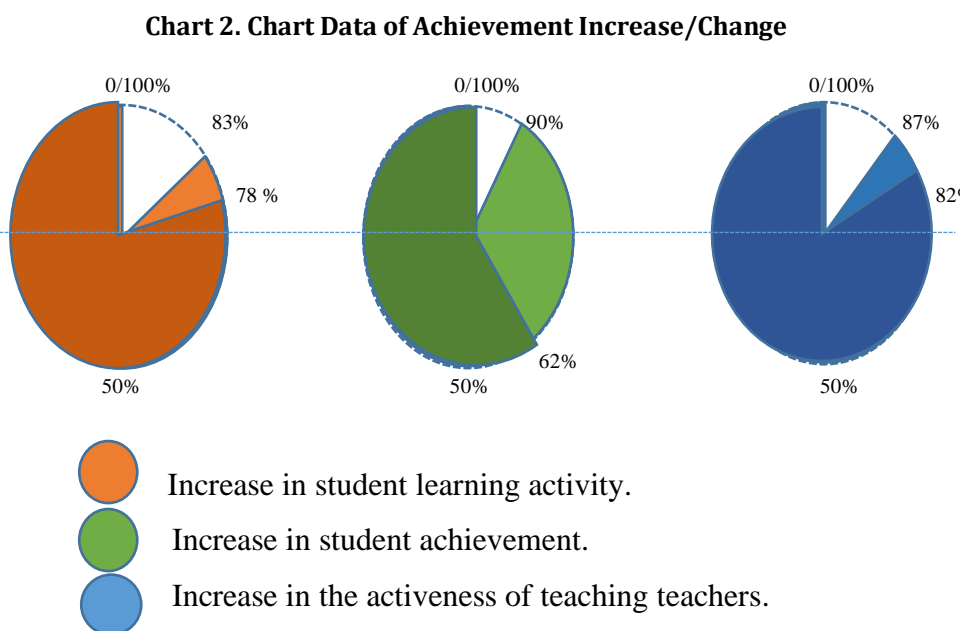 Chart 2. Chart Data of Achievement Increase/Change
0/100% 0/100% 0/100%
83% 90% 87%
78 % 82%
62%
50% 50% 50%
Increase in student learning activity.
Increase in student achievement.
Increase in the activeness of teaching teachers.